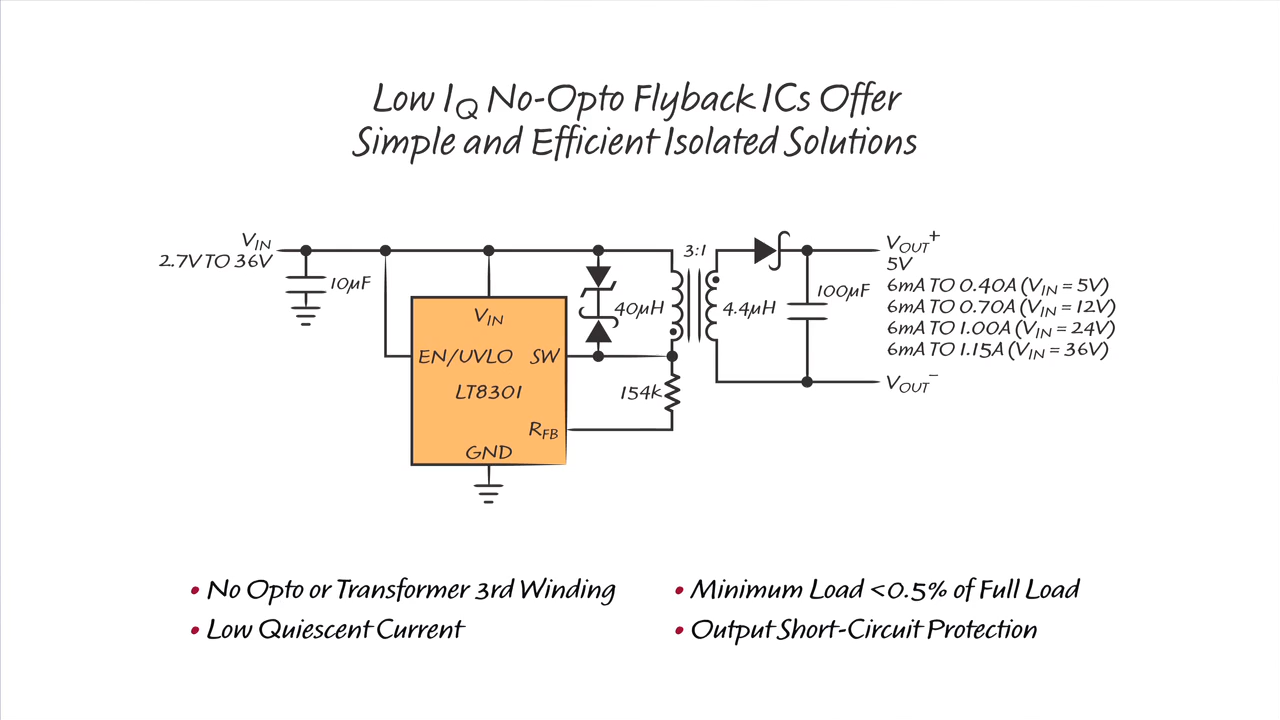 Low IQ No-Opto Flyback ICs Offer
Simple and Efficient Isolated Solutions
VIN
2.7V TO 36V
10µF
VIN
EN/UVLO
SW
LT8301
RFB
GND
40µH
154k
3:1
4.4µH
100µF
VOUT+
5V
6mA TO 0.40A (VIN = 5V)
6mA TO 0.70A (VIN = 12V)
6mA TO 1.00A (VIN = 24V)
6mA TO 1.15A (VIN = 36V)
VOUT−
• No Opto or Transformer 3rd Winding
• Low Quiescent Current
• Minimum Load <0.5% of Full Load
• Output Short-Circuit Protection